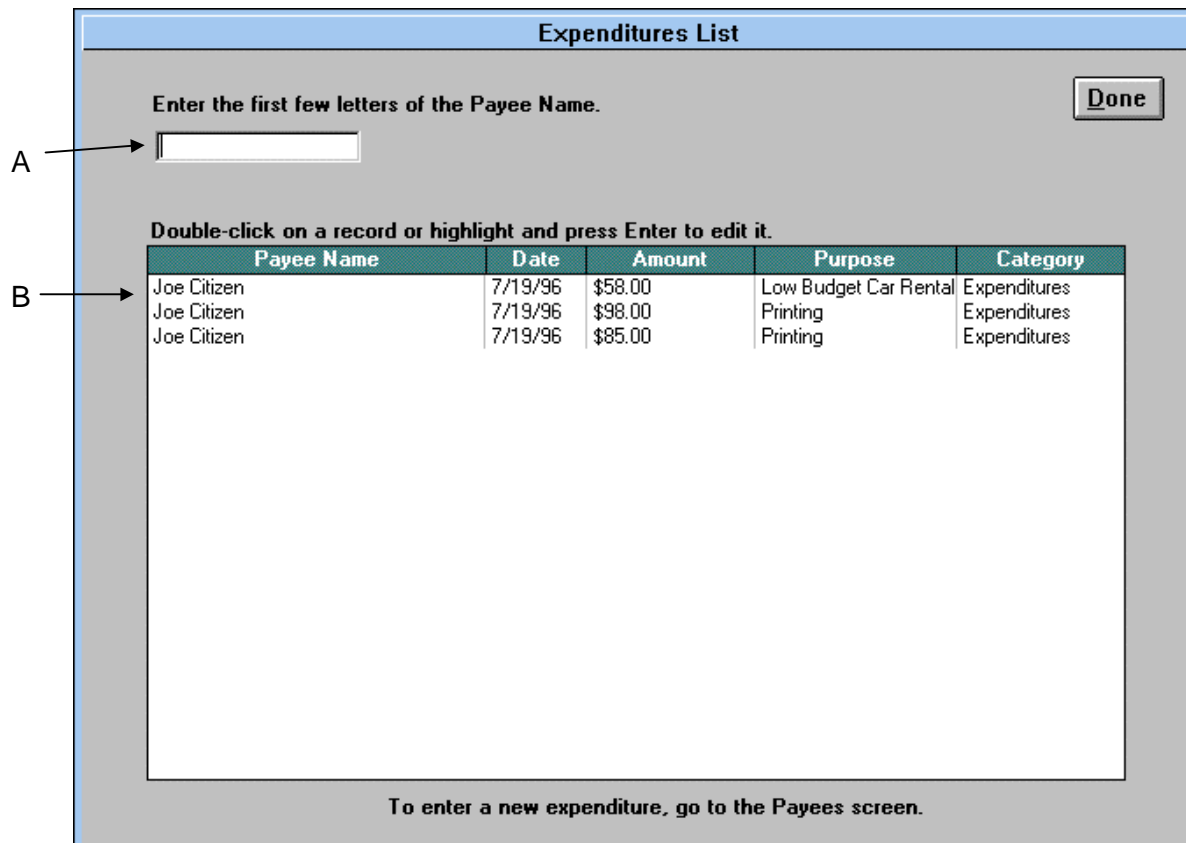 Expenditures List
Enter the first few letters of the Payee Name.
Done
A
Double-click on a record or highlight and press Enter to edit it.
Payee Name Date Amount Purpose Category
B
Joe Citizen 7/19/96 $58.00 Low Budget Car Rental Expenditures
Joe Citizen 7/19/96 $98.00 Printing Expenditures
Joe Citizen 7/19/96 $85.00 Printing Expenditures
To enter a new expenditure, go to the Payees screen.